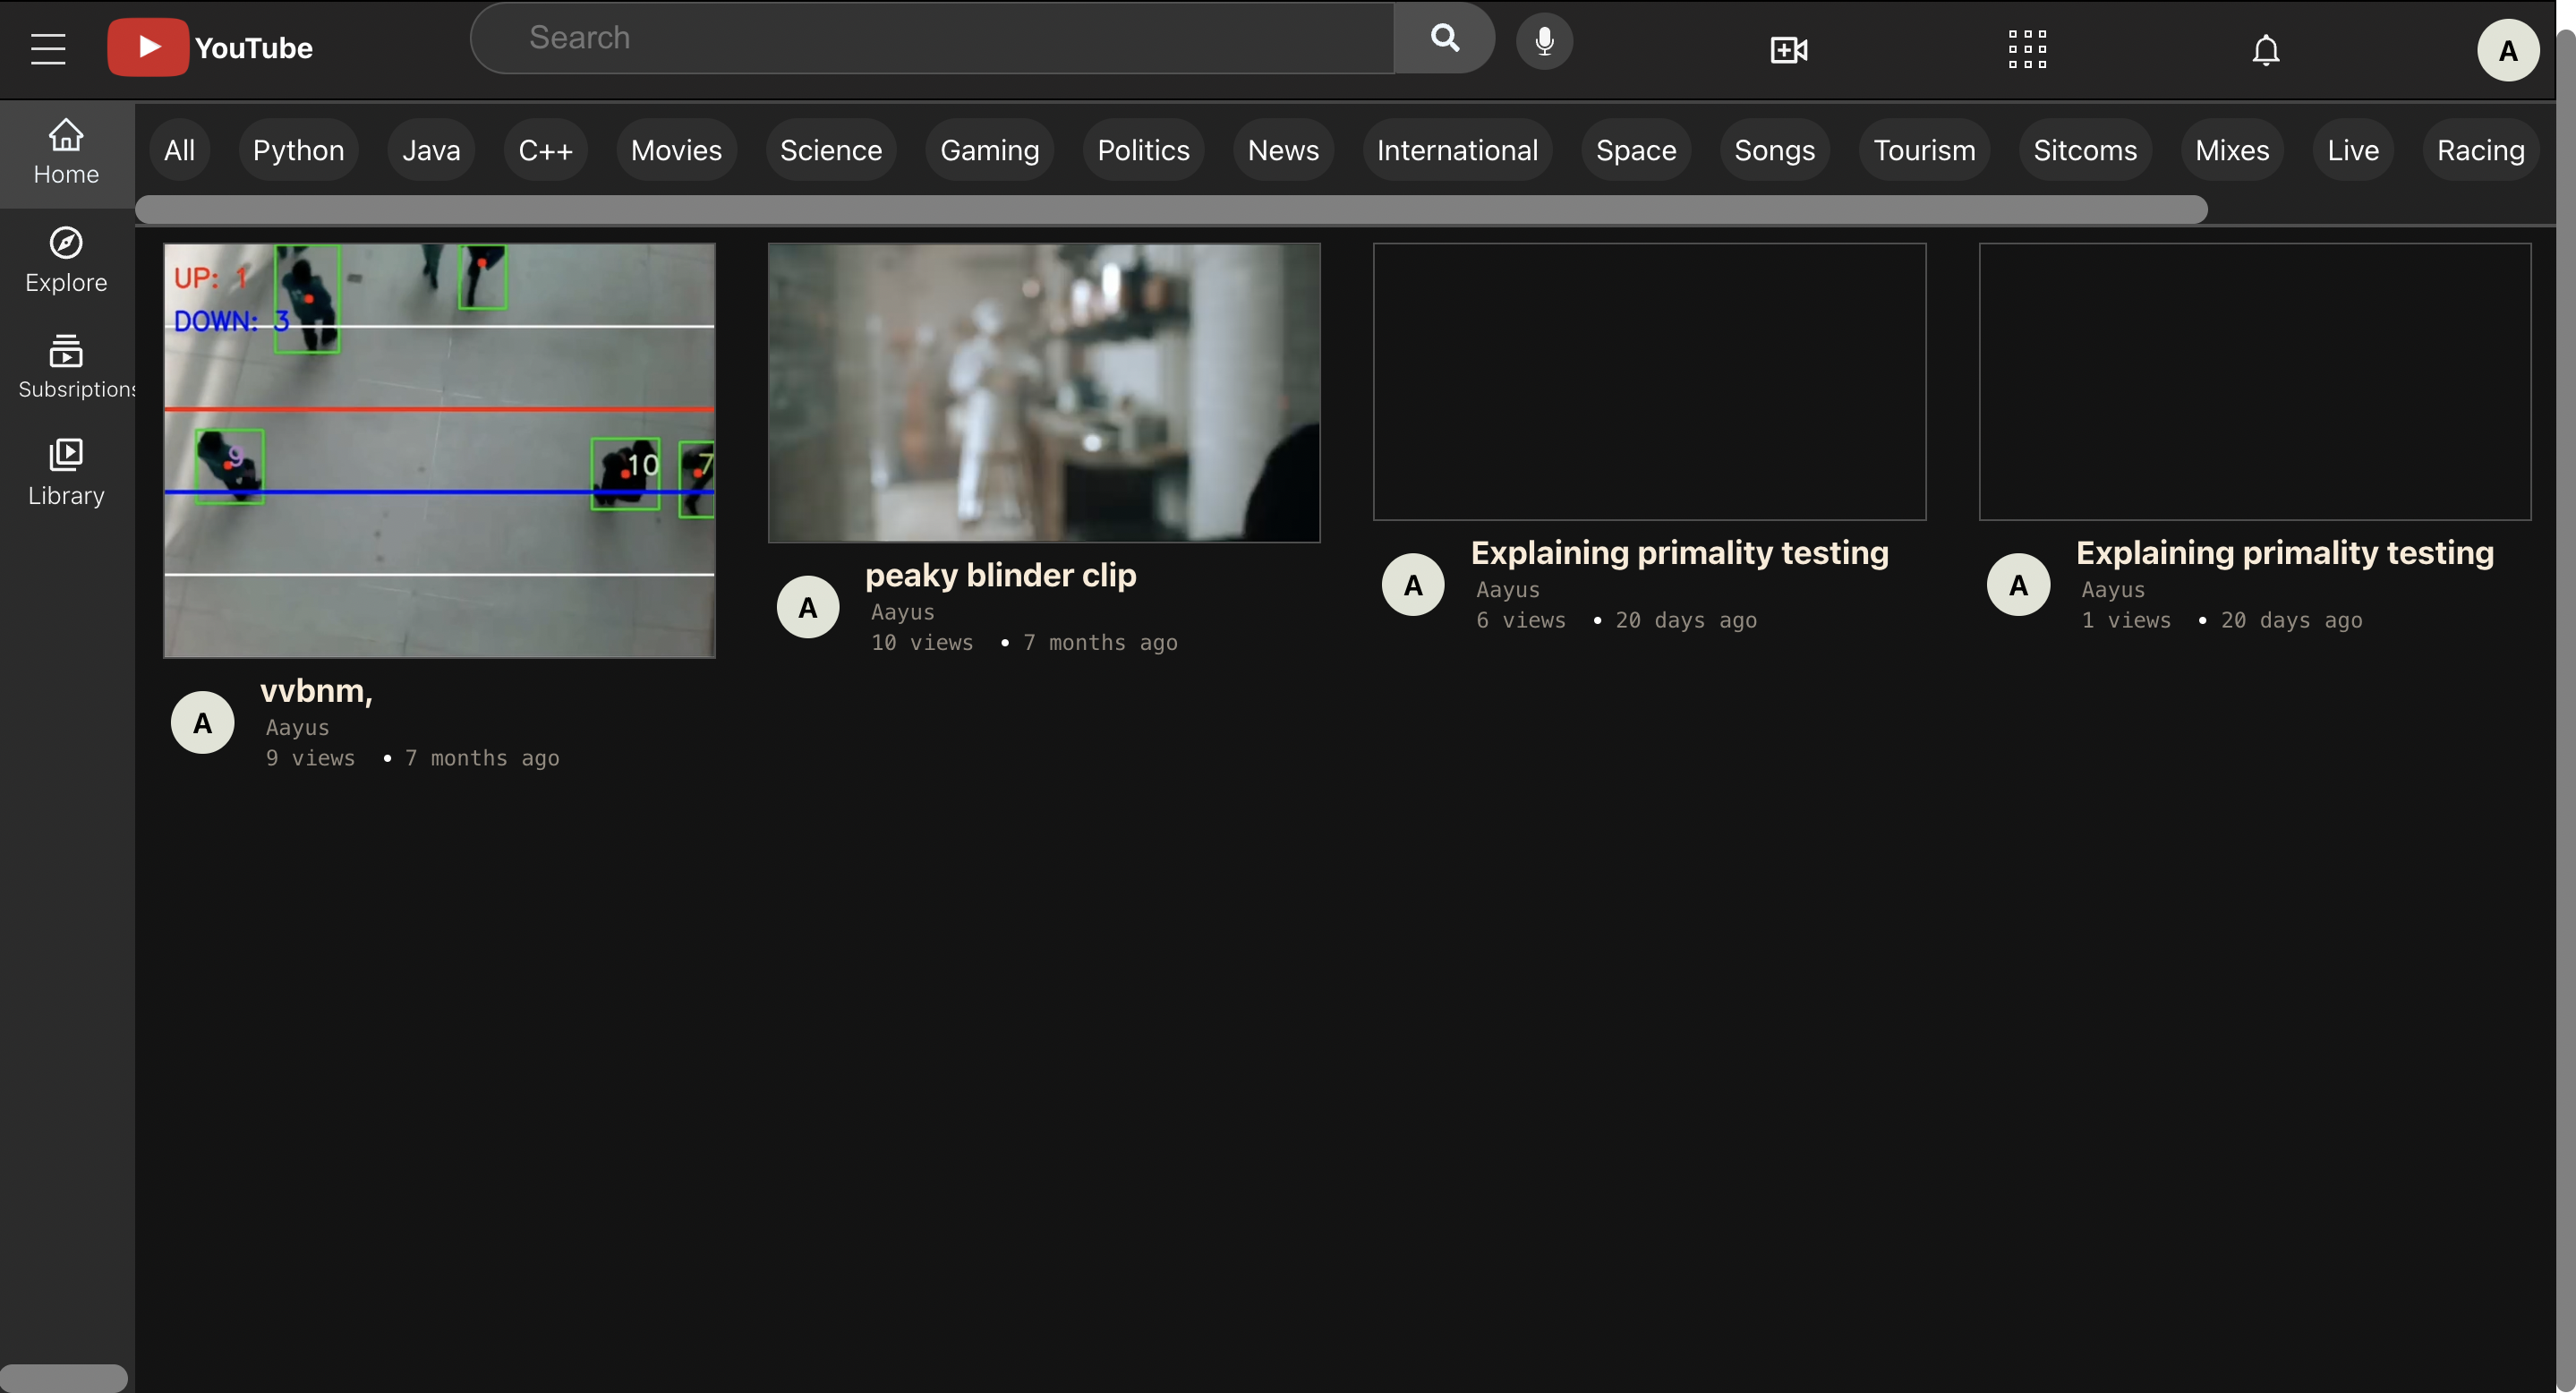 YouTube
Search
A
All Python Java C++ Movies Science Gaming Politics News International Space Songs Tourism Sitcoms Mixes Live Racing
Home
Explore
Subsriptions
Library
UP: 1
DOWN: 3
9
10
7
A
vvbnm,
Aayus
9 views • 7 months ago
A
peaky blinder clip
Aayus
10 views • 7 months ago
A
Explaining primality testing
Aayus
6 views • 20 days ago
A
Explaining primality testing
Aayus
1 views • 20 days ago